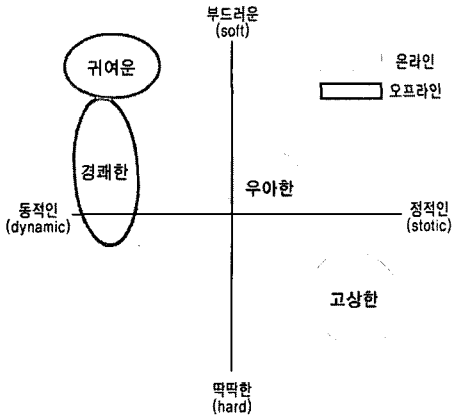 부드러운
(soft)
귀여운
온라인
오프라인
경쾌한
우아한
동적인
(dynamic)
정적인
(stotic)
고상한
딱딱한
(hard)